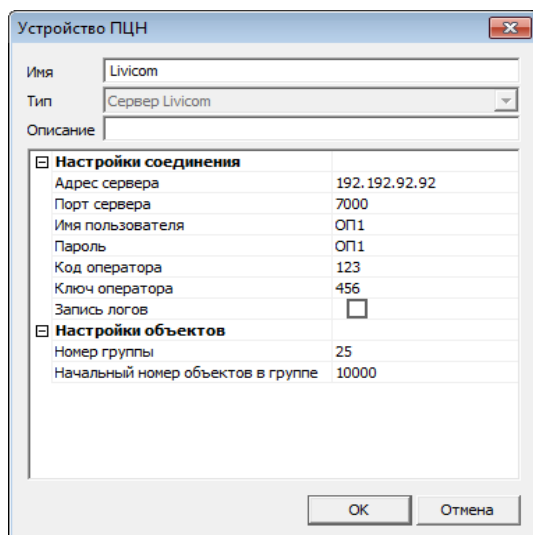 Устройство ПЦН
Имя Livicom
Тип Сервер Livicom
Описание
Настройки соединения
Адрес сервера 192.192.92.92
Порт сервера 7000
Имя пользователя ОП1
Пароль ОП1
Код оператора 123
Ключ оператора 456
Запись логов
Настройки объектов
Номер группы 25
Начальный номер объектов в группе 10000
OK Отмена